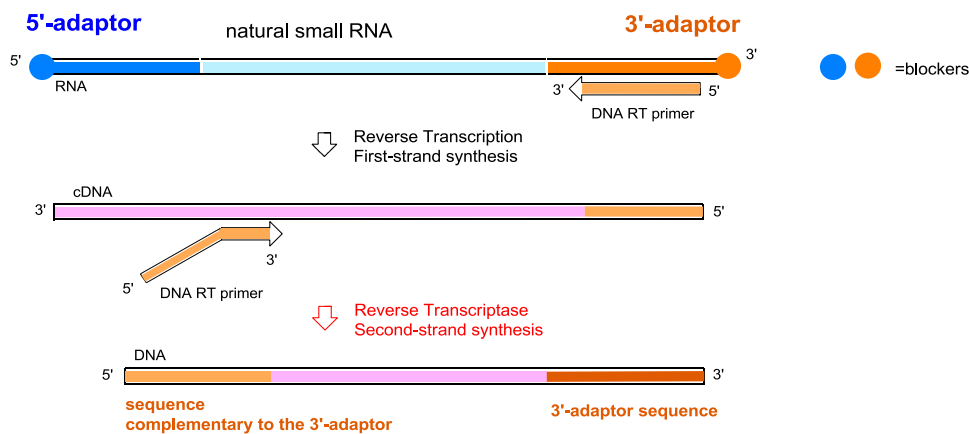 5'-adaptor
natural small RNA
3'-adaptor
5'
3'
=blockers
RNA
3'
5'
DNA RT primer
Reverse Transcription
First-strand synthesis
cDNA
3'
5'
3'
5'
DNA RT primer
Reverse Transcriptase
Second-strand synthesis
DNA
5'
3'
sequence
complementary to the 3'-adaptor
3'-adaptor sequence